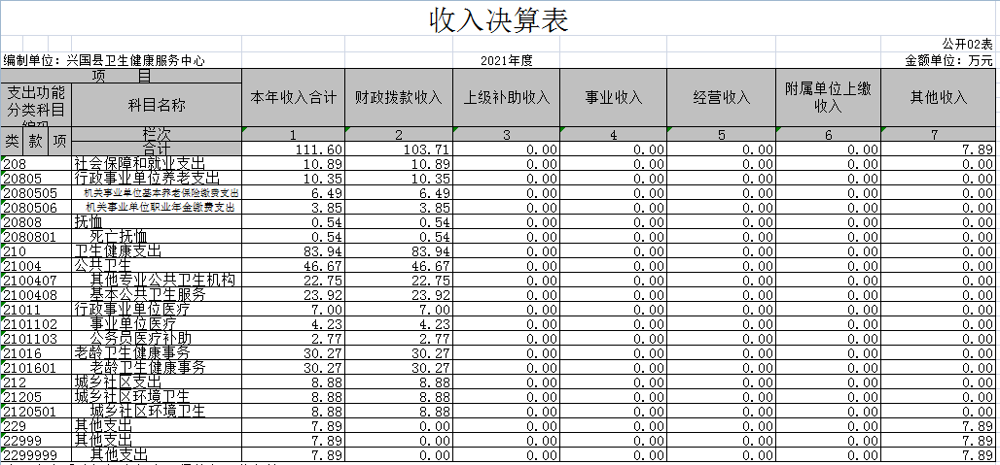 收入决算表
公开02表
编制单位：兴国县卫生健康服务中心 2021年度 金额单位：万元
项 目 本年收入合计 财政拨款收入 上级补助收入 事业收入 经营收入 附属单位上缴收入 其他收入
支出功能分类科目编码 科目名称
类 款 项 栏次 1 2 3 4 5 6 7
合计 111.60 103.71 0.00 0.00 0.00 0.00 7.89
208 社会保障和就业支出 10.89 10.89 0.00 0.00 0.00 0.00 0.00
20805 行政事业单位养老支出 10.35 10.35 0.00 0.00 0.00 0.00 0.00
2080505 机关事业单位基本养老保险缴费支出 6.49 6.49 0.00 0.00 0.00 0.00 0.00
2080506 机关事业单位职业年金缴费支出 3.85 3.85 0.00 0.00 0.00 0.00 0.00
20808 抚恤 0.54 0.54 0.00 0.00 0.00 0.00 0.00
2080801 死亡抚恤 0.54 0.54 0.00 0.00 0.00 0.00 0.00
210 卫生健康支出 83.94 83.94 0.00 0.00 0.00 0.00 0.00
21004 公共卫生 46.67 46.67 0.00 0.00 0.00 0.00 0.00
2100407 其他专业公共卫生机构 22.75 22.75 0.00 0.00 0.00 0.00 0.00
2100408 基本公共卫生服务 23.92 23.92 0.00 0.00 0.00 0.00 0.00
21011 行政事业单位医疗 7.00 7.00 0.00 0.00 0.00 0.00 0.00
2101102 事业单位医疗 4.23 4.23 0.00 0.00 0.00 0.00 0.00
2101103 公务员医疗补助 2.77 2.77 0.00 0.00 0.00 0.00 0.00
21016 老龄卫生健康事务 30.27 30.27 0.00 0.00 0.00 0.00 0.00
2101601 老龄卫生健康事务 30.27 30.27 0.00 0.00 0.00 0.00 0.00
212 城乡社区支出 8.88 8.88 0.00 0.00 0.00 0.00 0.00
21205 城乡社区环境卫生 8.88 8.88 0.00 0.00 0.00 0.00 0.00
2120501 城乡社区环境卫生 8.88 8.88 0.00 0.00 0.00 0.00 0.00
229 其他支出 7.89 0.00 0.00 0.00 0.00 0.00 7.89
22999 其他支出 7.89 0.00 0.00 0.00 0.00 0.00 7.89
2299999 其他支出 7.89 0.00 0.00 0.00 0.00 0.00 7.89